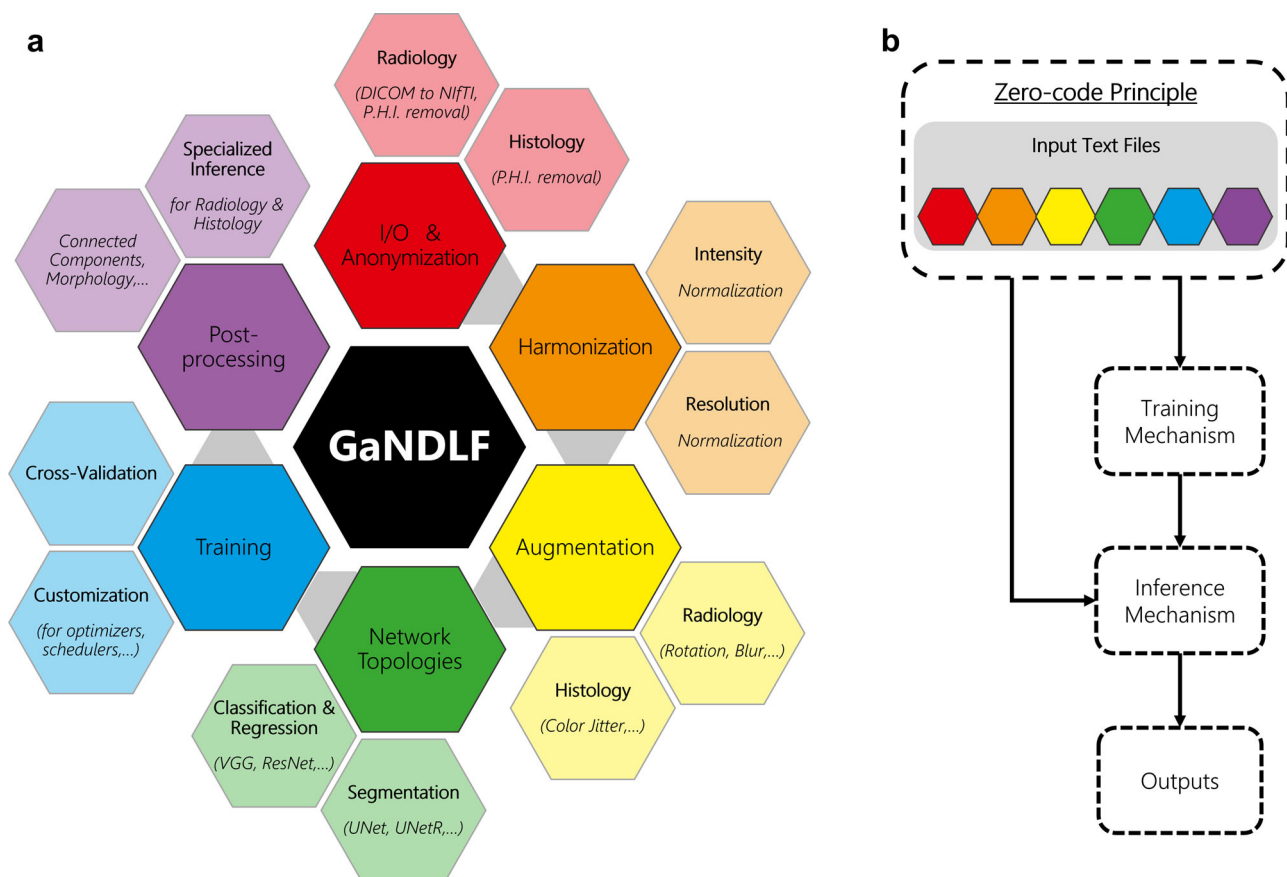 a
Radiology
(DICOM to NIfTI,
P.H.I. removal)
Histology
(P.H.I. removal)
Specialized
Inference
for Radiology &
Histology
Connected
Components,
Morphology,...
I/O &
Anonymization
Intensity
Normalization
Post-
processing
Harmonization
Resolution
Normalization
GaNDLF
Cross-Validation
Training
Augmentation
Customization
(for optimizers,
schedulers,...)
Network
Topologies
Radiology
(Rotation, Blur,...)
Histology
(Color Jitter,...)
Classification &
Regression
(VGG, ResNet,...)
Segmentation
(UNet, UNetR,...)
b
Zero-code Principle
Input Text Files
Training
Mechanism
Inference
Mechanism
Outputs